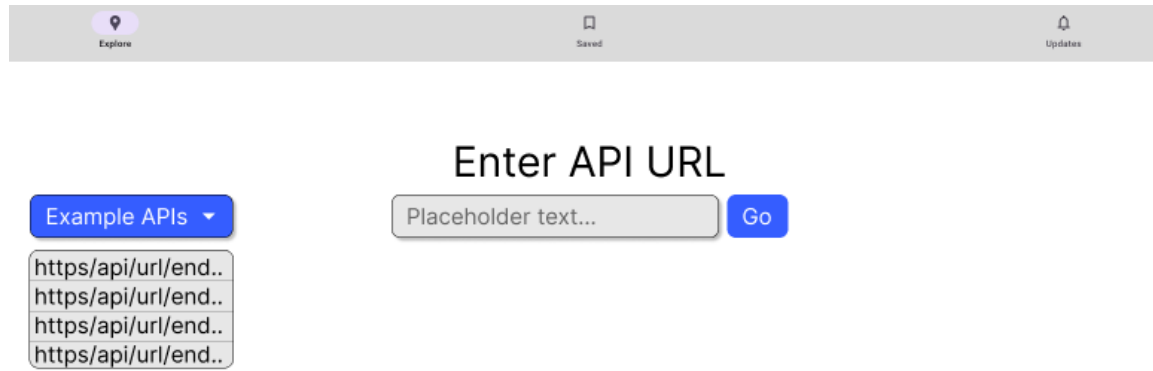 Explore
Saved
Updates
Enter API URL
Example APIs
Placeholder text...
Go
https/api/url/end..
https/api/url/end..
https/api/url/end..
https/api/url/end..